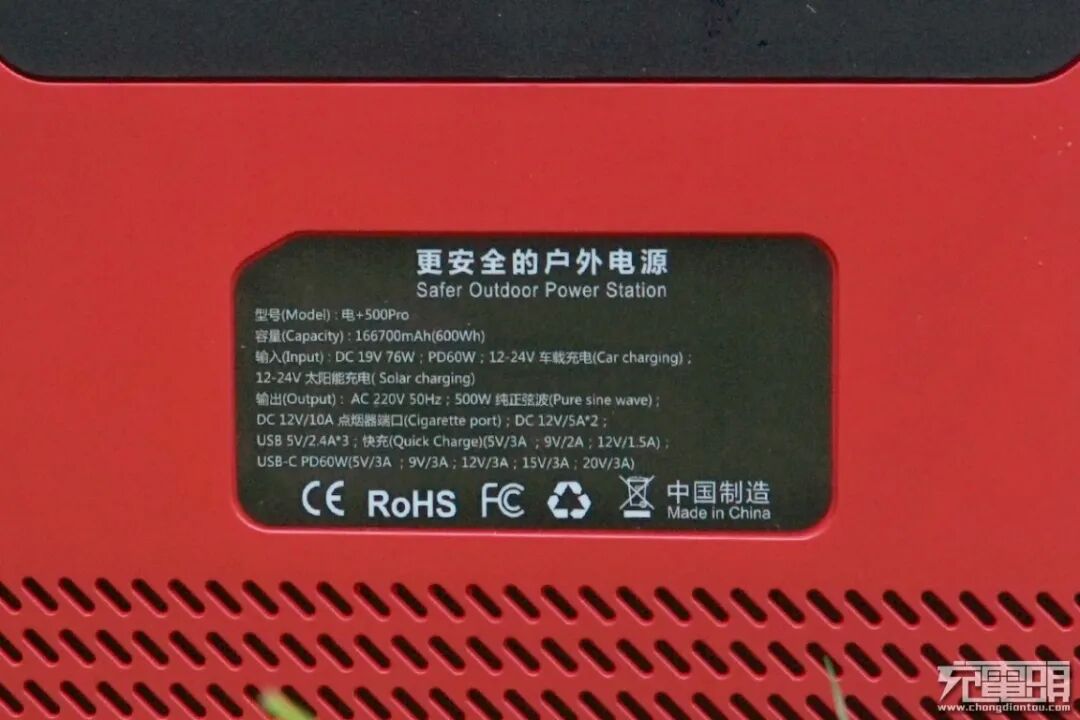 更安全的户外电源
Safer Outdoor Power Station
型号(Model) : 电+500Pro
容量(Capacity) : 166700mAh(600Wh)
输入(Input) : DC 19V 76W ; PD60W ; 12-24V 车载充电(Car charging) ;
12-24V 太阳能充电( Solar charging)
输出(Output) : AC 220V 50Hz ; 500W 纯正弦波(Pure sine wave) ;
DC 12V/10A 点烟器端口(Cigarette port) ; DC 12V/5A*2 ;
USB 5V/2.4A*3 ; 快充(Quick Charge)(5V/3A ; 9V/2A ; 12V/1.5A) ;
USB-C PD60W(5V/3A ; 9V/3A ; 12V/3A ; 15V/3A ; 20V/3A)
CE RoHS FC 中国制造
Made in China
充電頭
www.chongdiantou.com